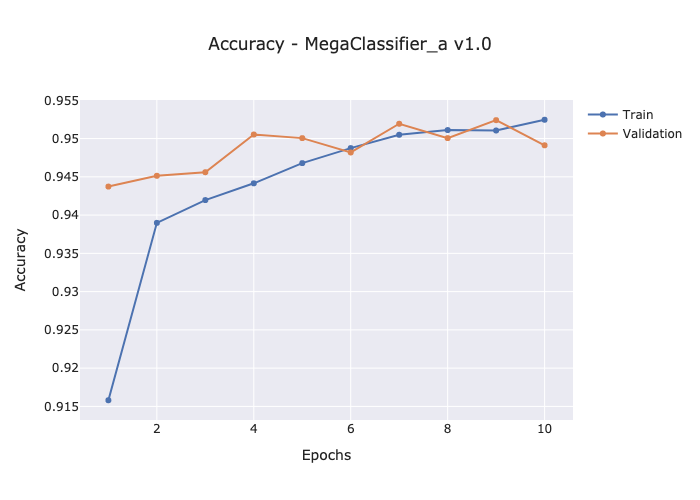 Accuracy - MegaClassifier_a v1.0
Train
Validation
Accuracy
0.955
0.95
0.945
0.94
0.935
0.93
0.925
0.92
0.915
2 4 6 8 10
Epochs